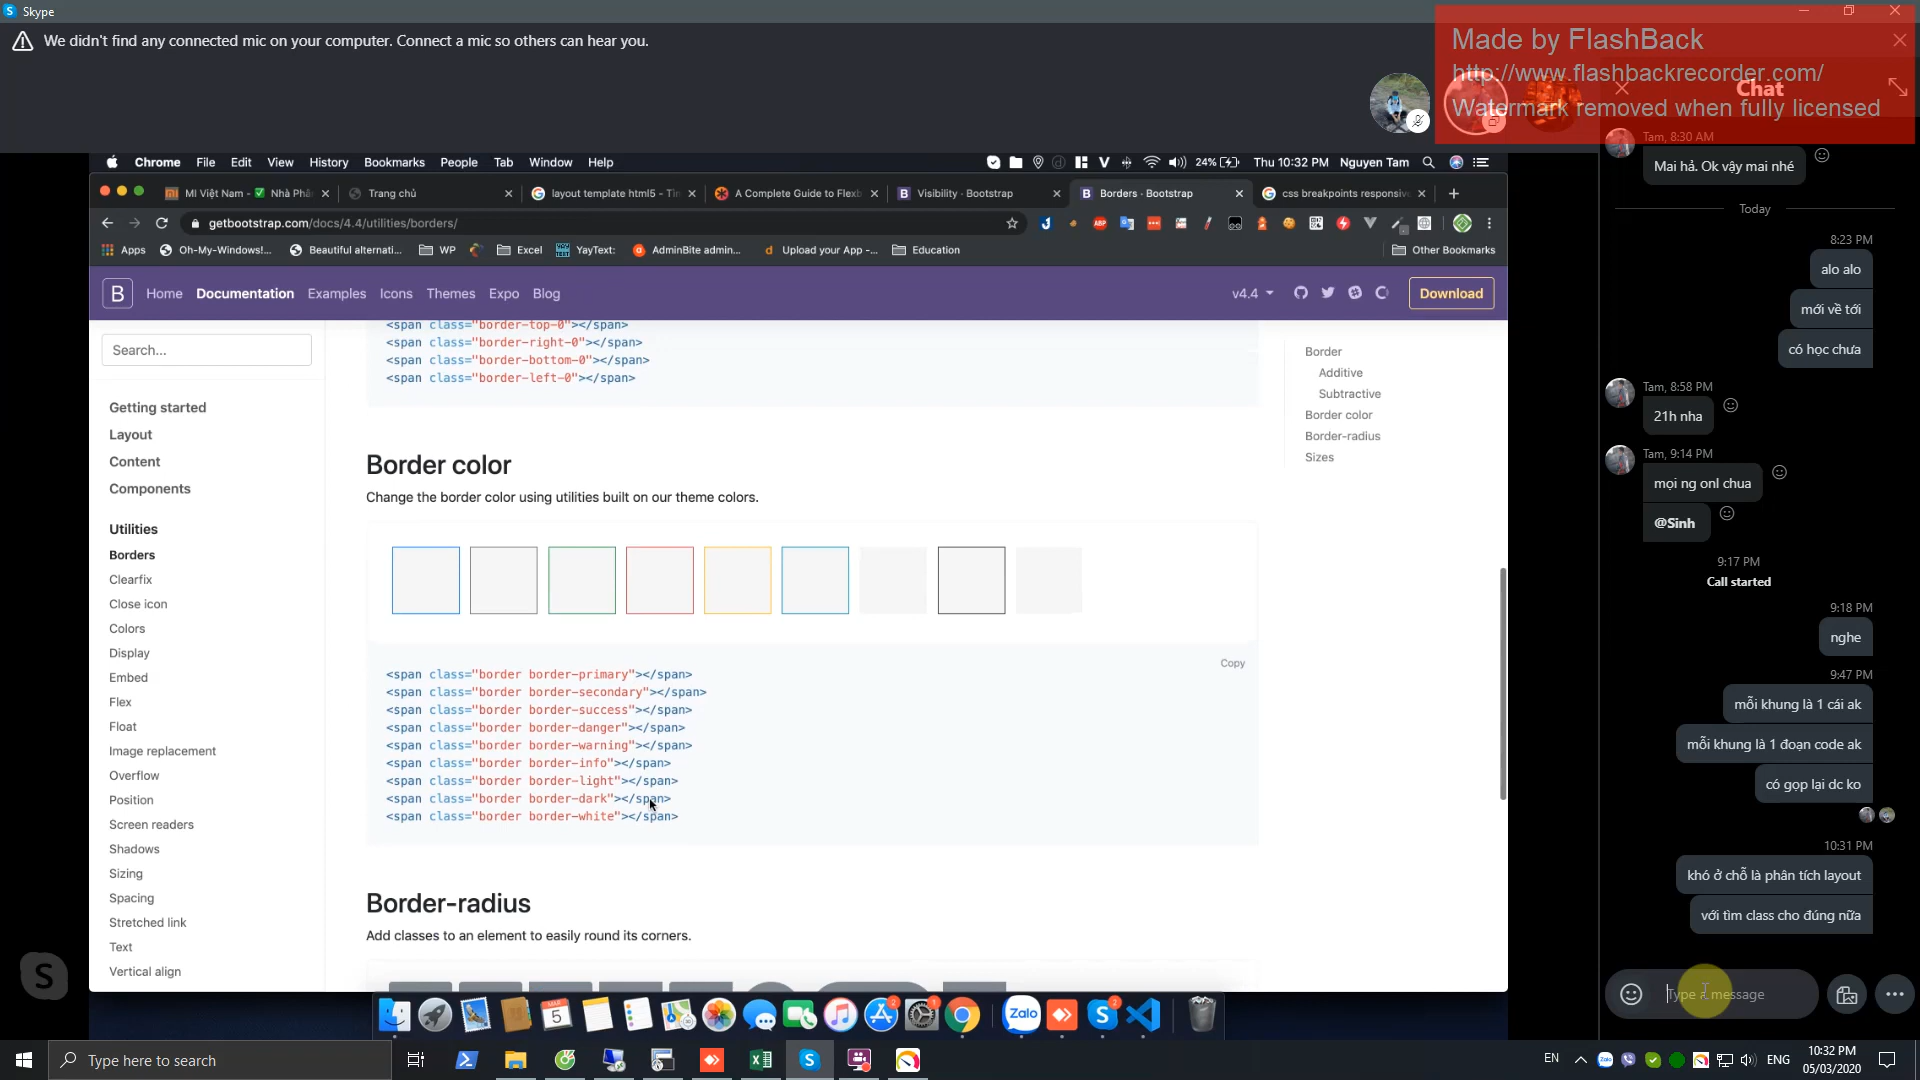 Skype
We didn't find any connected mic on your computer. Connect a mic so others can hear you.
Made by FlashBack
http://www.flashbackrecorder.com/
Watermark removed when fully licensed
Chat
Chrome File Edit View History Bookmarks People Tab Window Help
24% Thu 10:32 PM Nguyen Tam
MI Việt Nam - ✅ Nhà Phâ
Trang chủ
layout template html5 - Tìm
A Complete Guide to Flexb
Visibility · Bootstrap
Borders · Bootstrap
css breakpoints responsive
getbootstrap.com/docs/4.4/utilities/borders/
Apps
Oh-My-Windows!...
Beautiful alternati...
WP
Excel
YayText:
AdminBite admin...
Upload your App -...
Education
Other Bookmarks
B Home Documentation Examples Icons Themes Expo Blog
v4.4
Download
Search...
Getting started
Layout
Content
Components
Utilities
Borders
Clearfix
Close icon
Colors
Display
Embed
Flex
Float
Image replacement
Overflow
Position
Screen readers
Shadows
Sizing
Spacing
Stretched link
Text
Vertical align
<span class="border-top-0"></span>
<span class="border-right-0"></span>
<span class="border-bottom-0"></span>
<span class="border-left-0"></span>
Border color
Change the border color using utilities built on our theme colors.
Copy
<span class="border border-primary"></span>
<span class="border border-secondary"></span>
<span class="border border-success"></span>
<span class="border border-danger"></span>
<span class="border border-warning"></span>
<span class="border border-info"></span>
<span class="border border-light"></span>
<span class="border border-dark"></span>
<span class="border border-white"></span>
Border-radius
Add classes to an element to easily round its corners.
Border
Additive
Subtractive
Border color
Border-radius
Sizes
Tam, 8:30 AM
Mai hả. Ok vậy mai nhé
Today
8:23 PM
alo alo
mới về tới
có học chưa
Tam, 8:58 PM
21h nha
Tam, 9:14 PM
mọi ng onl chua
@Sinh
9:17 PM
Call started
9:18 PM
nghe
9:47 PM
mỗi khung là 1 cái ak
mỗi khung là 1 đoạn code ak
có gọp lại dc ko
10:31 PM
khó ở chỗ là phân tích layout
với tìm class cho đúng nữa
Type a message
MAR
5
Zalo
Type here to search
EN
ENG
10:32 PM
05/03/2020